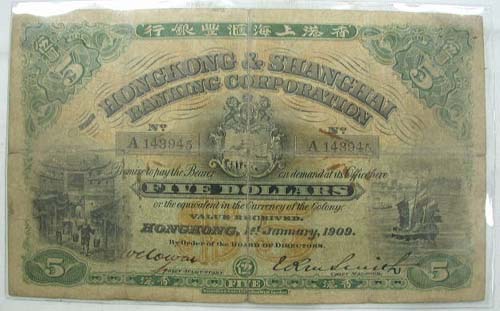 行銀豐滙海上港香
HONGKONG & SHANGHAI
BANKING CORPORATION
No No
A 143945 A 143945
Promise to pay the Bearer on demand at its Office here
FIVE DOLLARS
or the equivalent in the Currency of the Colony
VALUE RECEIVED.
HONGKONG, 1st January, 1909.
By Order of the BOARD OF DIRECTORS.
5 5
FIVE